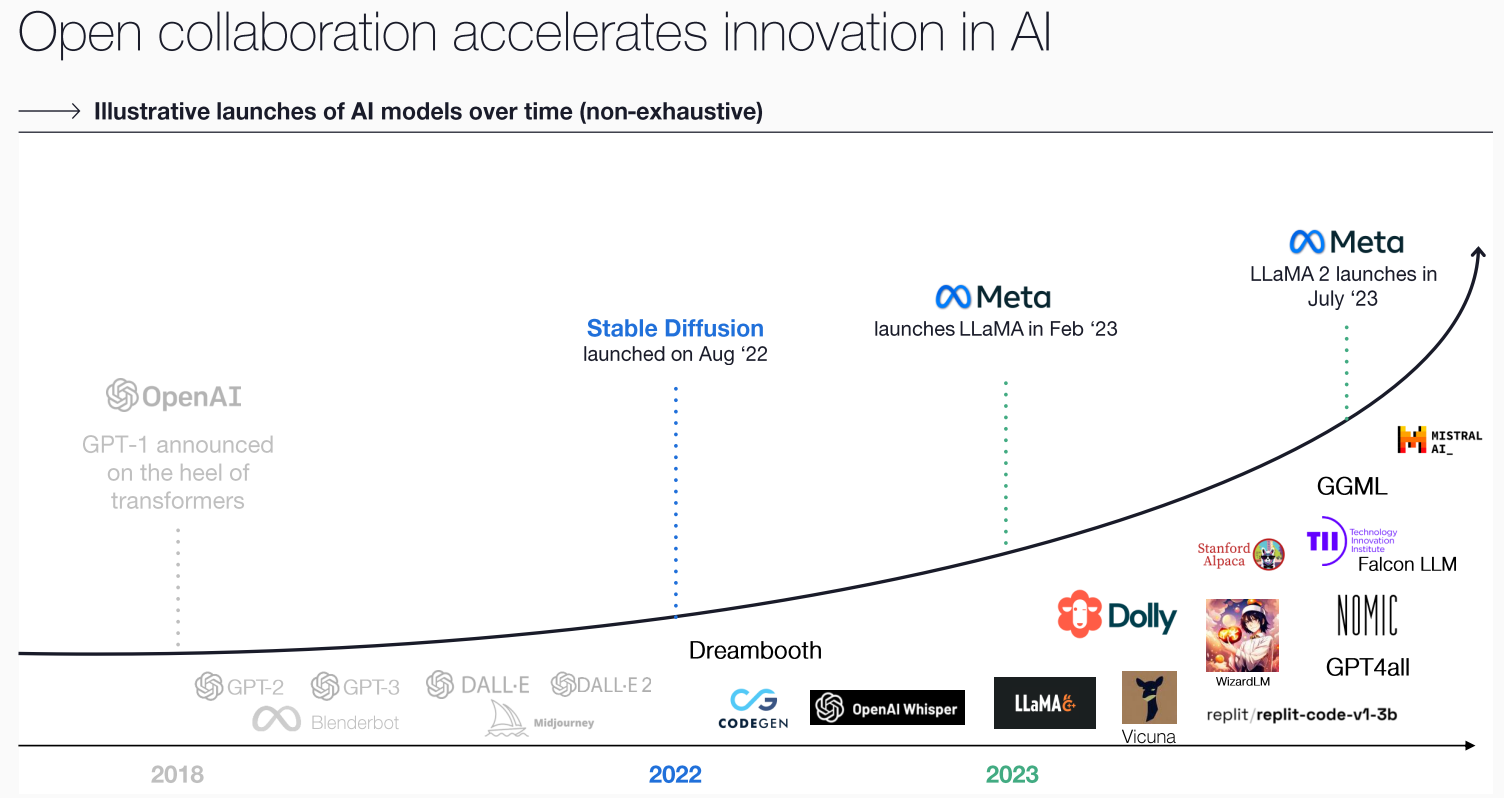 Open collaboration accelerates innovation in AI
Illustrative launches of AI models over time (non-exhaustive)
OpenAI
GPT-1 announced
on the heel of
transformers
Stable Diffusion
launched on Aug ‘22
Meta
launches LLaMA in Feb ‘23
Meta
LLaMA 2 launches in
July ‘23
GPT-2
GPT-3
Blenderbot
DALL·E
DALL·E 2
Midjourney
Dreambooth
CODEGEN
OpenAI Whisper
LLaMA C++
Dolly
Vicuna
Stanford
Alpaca
WizardLM
replit/replit-code-v1-3b
MISTRAL
AI_
GGML
TII
Technology
Innovation
Institute
Falcon LLM
NOMIC
GPT4all
2018
2022
2023